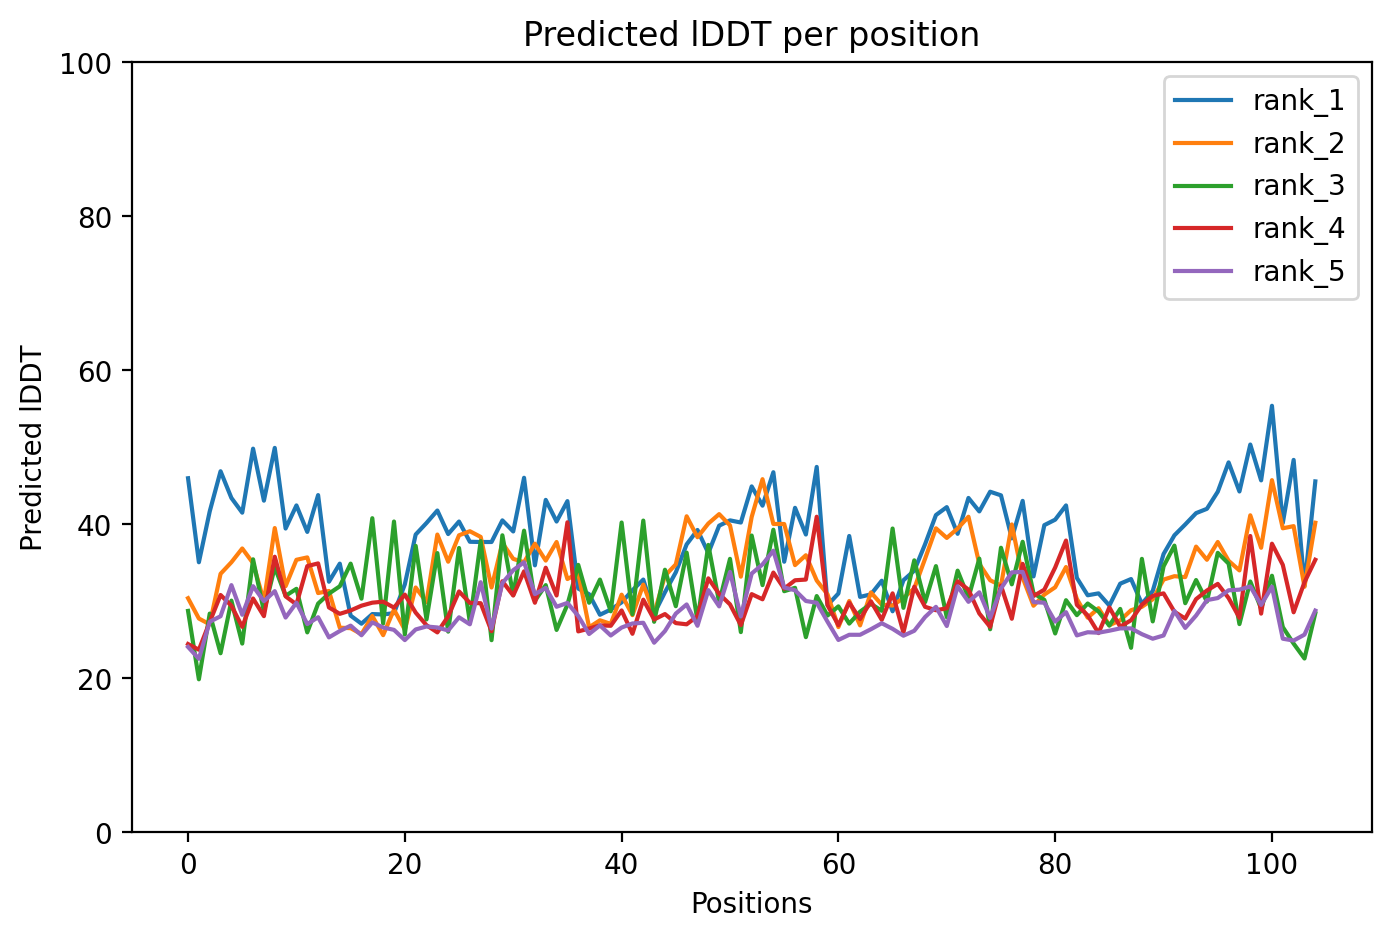 Predicted lDDT per position
100
80
60
40
20
0
Predicted lDDT
0 20 40 60 80 100
Positions
rank_1
rank_2
rank_3
rank_4
rank_5